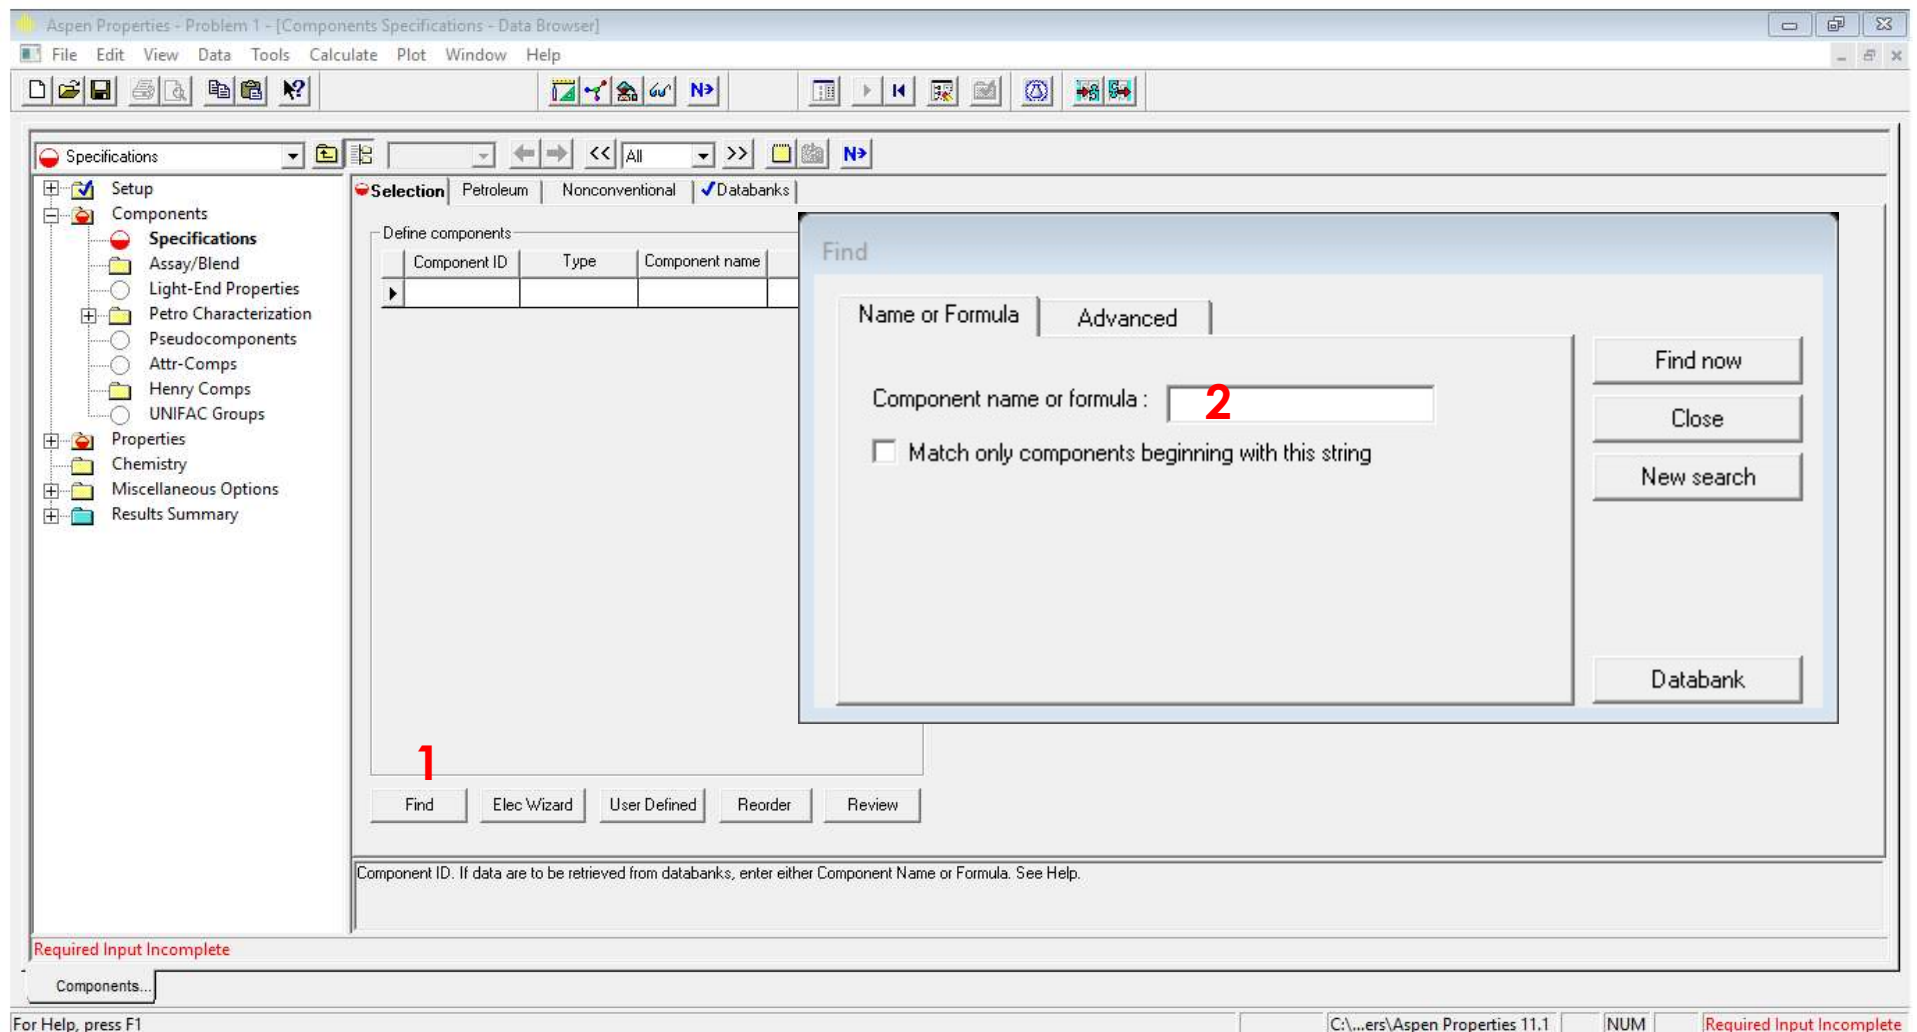 Aspen Properties - Problem 1 - [Components Specifications - Data Browser]
File Edit View Data Tools Calculate Plot Window Help
N
Specifications
<< All >> N
Setup
Components
Specifications
Assay/Blend
Light-End Properties
Petro Characterization
Pseudocomponents
Attr-Comps
Henry Comps
UNIFAC Groups
Properties
Chemistry
Miscellaneous Options
Results Summary
Selection Petroleum Nonconventional Databanks
Define components
Component ID Type Component name
Find
Name or Formula Advanced
Component name or formula : 2
Match only components beginning with this string
Find now
Close
New search
Databank
1
Find Elec Wizard User Defined Reorder Review
Component ID. If data are to be retrieved from databanks, enter either Component Name or Formula. See Help.
Required Input Incomplete
Components...
For Help, press F1 C:\...ers\Aspen Properties 11.1 NUM Required Input Incomplete